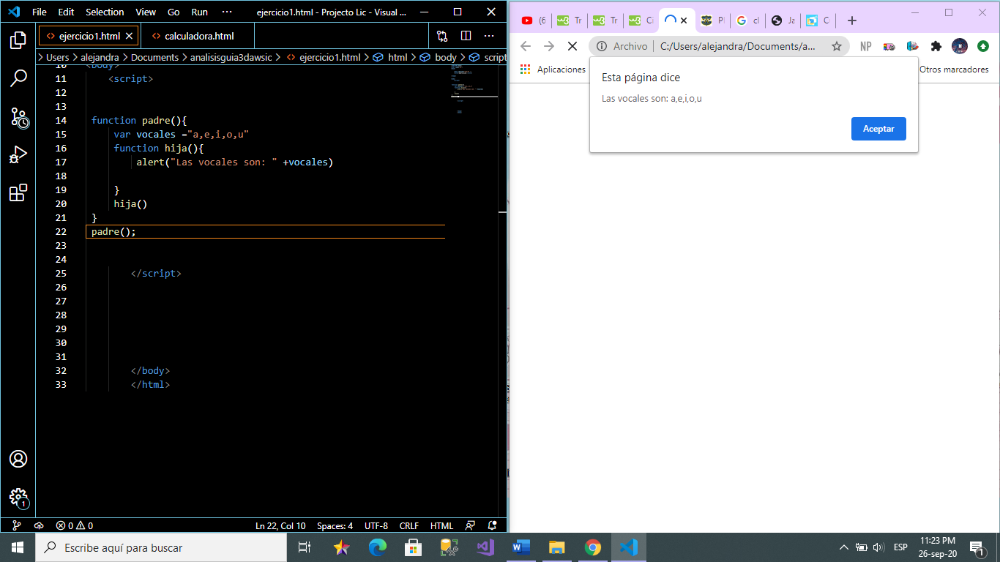 File Edit Selection View Go Run ··· ejercicio1.html - Projecto Lic - Visual ...
ejercicio1.html calculadora.html ···
Users > alejandra > Documents > analisisguia3dawsic > ejercicio1.html > html > body > script
10 <body>
11 <script>
12
13
14 function padre(){
15 var vocales ="a,e,i,o,u"
16 function hija(){
17 alert("Las vocales son: " +vocales)
18
19 }
20 hija()
21 }
22 padre();
23
24
25 </script>
26
27
28
29
30
31
32 </body>
33 </html>
1
0 0 Ln 22, Col 10 Spaces: 4 UTF-8 CRLF HTML
(6 Tr Tr Ci Pl cl Ja C
Archivo C:/Users/alejandra/Documents/a...
NP
Aplicaciones Otros marcadores
Esta página dice
Las vocales son: a,e,i,o,u
Aceptar
Escribe aquí para buscar
ESP 11:23 PM
26-sep-20
1